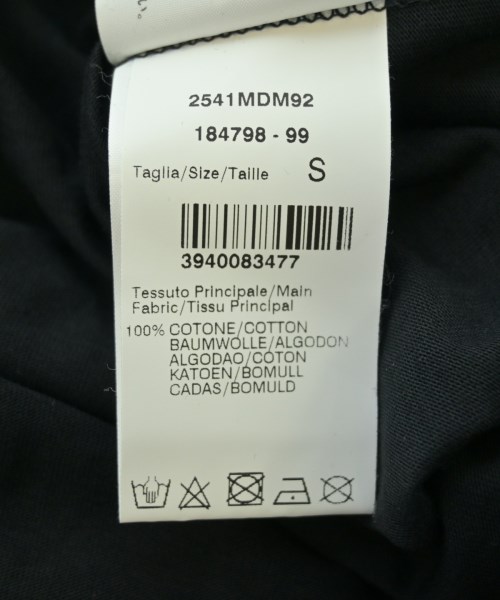 2541MDM92
184798 - 99
Taglia/Size/Taille S
3940083477
Tessuto Principale/Main
Fabric/Tissu Principal
100% COTONE/COTTON
BAUMWOLLE/ALGODON
ALGODAO/COTON
KATOEN/BOMULL
CADAS/BOMULD